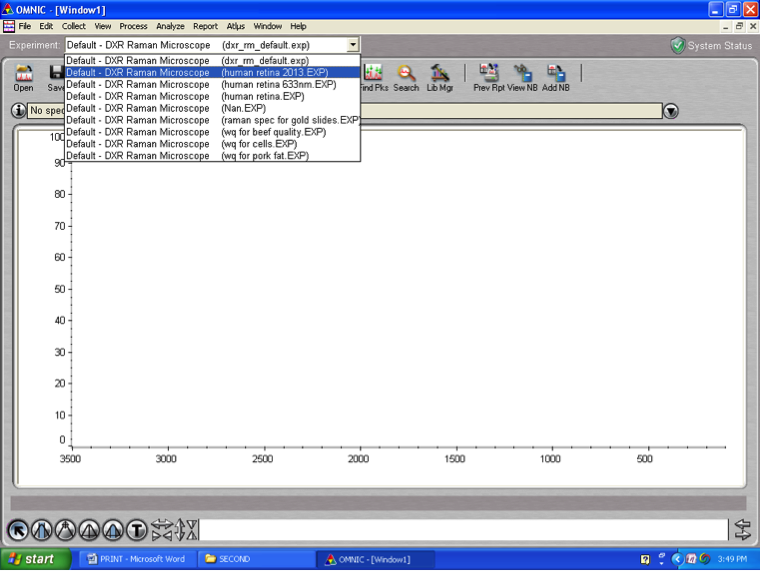 OMNIC - [Window1]
File Edit Collect View Process Analyze Report Atlμs Window Help
Experiment: Default - DXR Raman Microscope (dxr_rm_default.exp) System Status
Default - DXR Raman Microscope (dxr_rm_default.exp)
Default - DXR Raman Microscope (human retina 2013.EXP)
Default - DXR Raman Microscope (human retina 633nm.EXP)
Default - DXR Raman Microscope (human retina.EXP)
Default - DXR Raman Microscope (Nan.EXP)
Default - DXR Raman Microscope (raman spec for gold slides.EXP
Default - DXR Raman Microscope (wq for beef quality.EXP)
Default - DXR Raman Microscope (wq for cells.EXP)
Default - DXR Raman Microscope (wq for pork fat.EXP)
Open Save ind Pks Search Lib Mgr Prev Rpt View NB Add NB
No spec
100
90
80
70
60
50
40
30
20
10
0
3500 3000 2500 2000 1500 1000 500
T
start PRINT - Microsoft Word SECOND OMNIC - [Window1] 3:49 PM